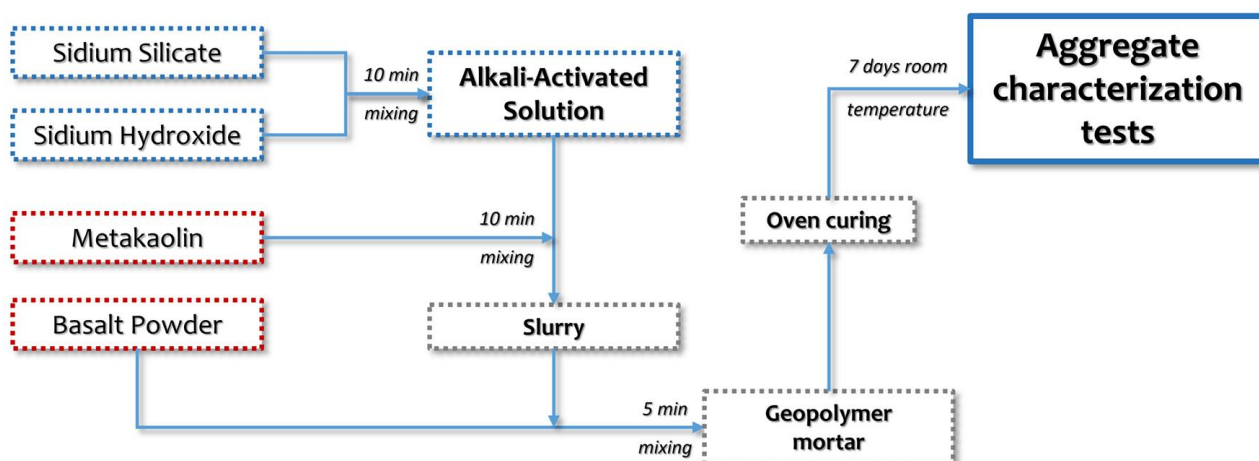 Sidium Silicate
Sidium Hydroxide
10 min
mixing
Alkali-Activated
Solution
7 days room
temperature
Aggregate
characterization
tests
Metakaolin
10 min
mixing
Oven curing
Basalt Powder
Slurry
5 min
mixing
Geopolymer
mortar